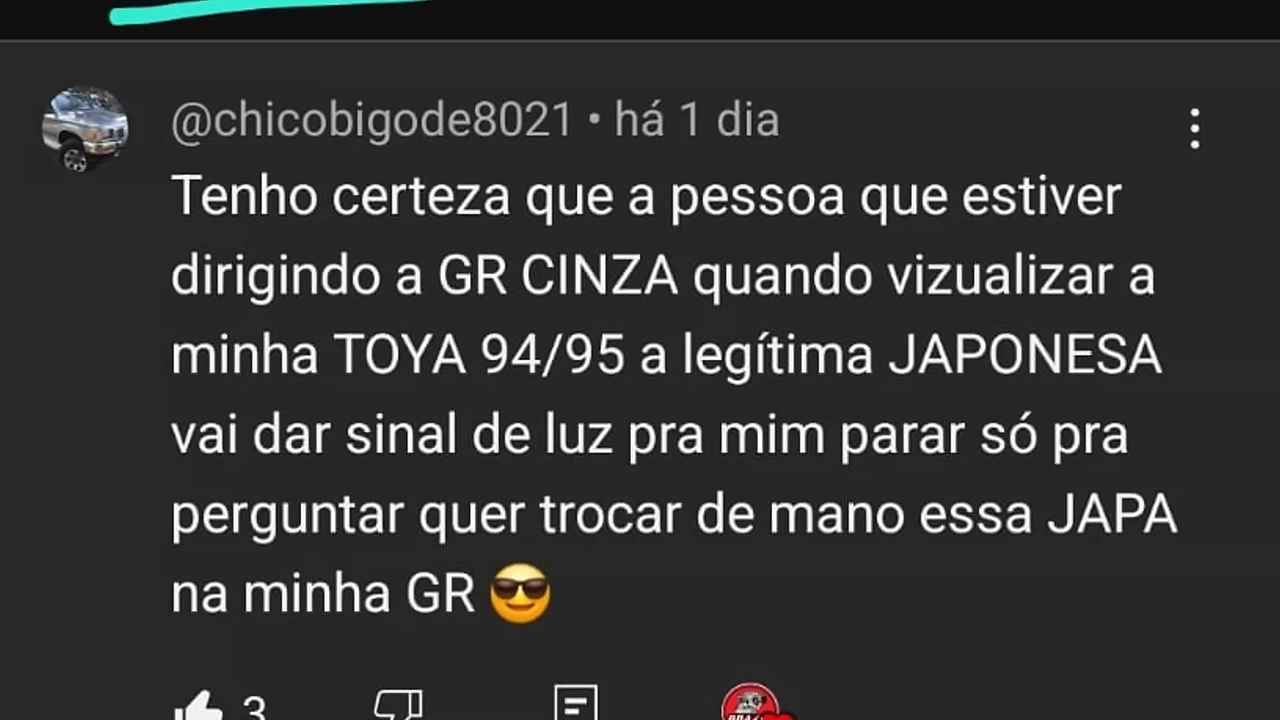 @chicobigode8021 • há 1 dia
Tenho certeza que a pessoa que estiver
dirigindo a GR CINZA quando vizualizar a
minha TOYA 94/95 a legítima JAPONESA
vai dar sinal de luz pra mim parar só pra
perguntar quer trocar de mano essa JAPA
na minha GR 😎
3